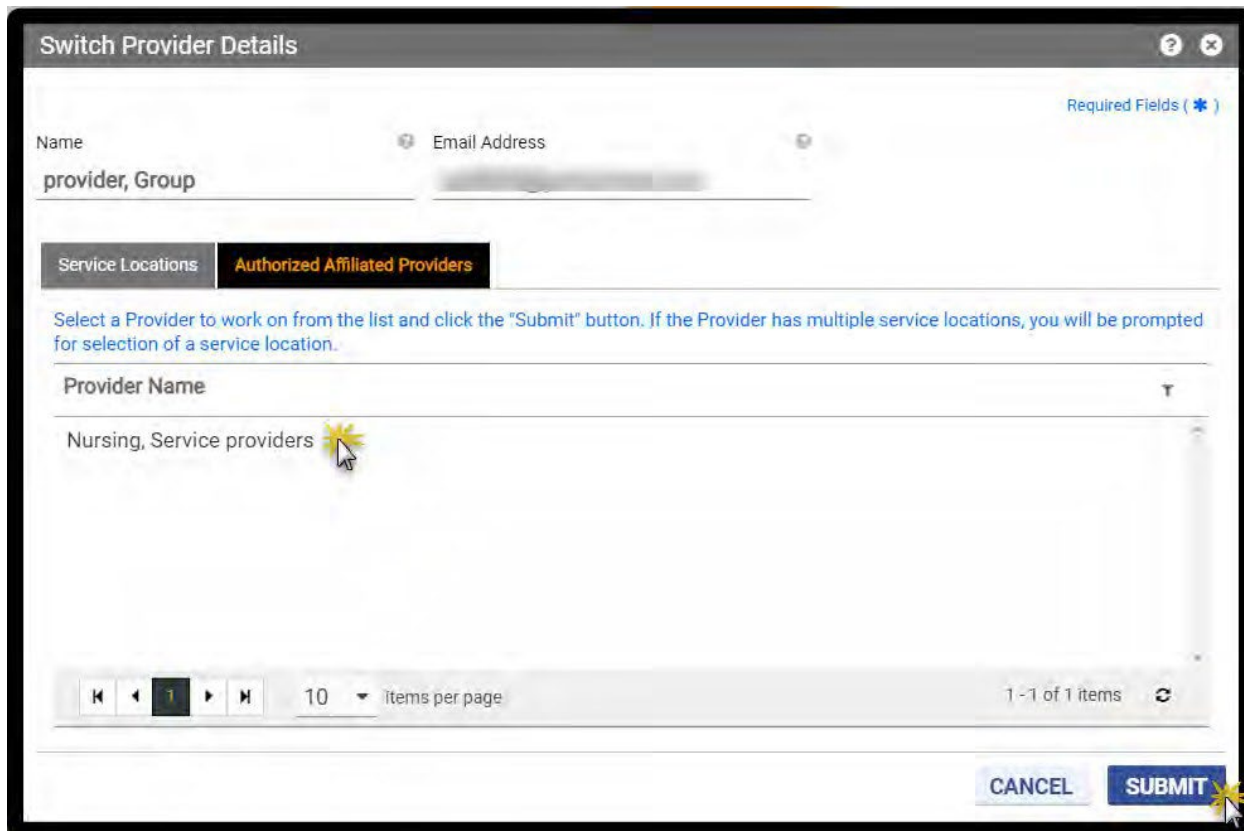 Switch Provider Details
Required Fields ( * )
Name Email Address
provider, Group
Service Locations Authorized Affiliated Providers
Select a Provider to work on from the list and click the "Submit" button. If the Provider has multiple service locations, you will be prompted
for selection of a service location.
Provider Name
Nursing, Service providers
1 10 items per page 1 - 1 of 1 items
CANCEL SUBMIT